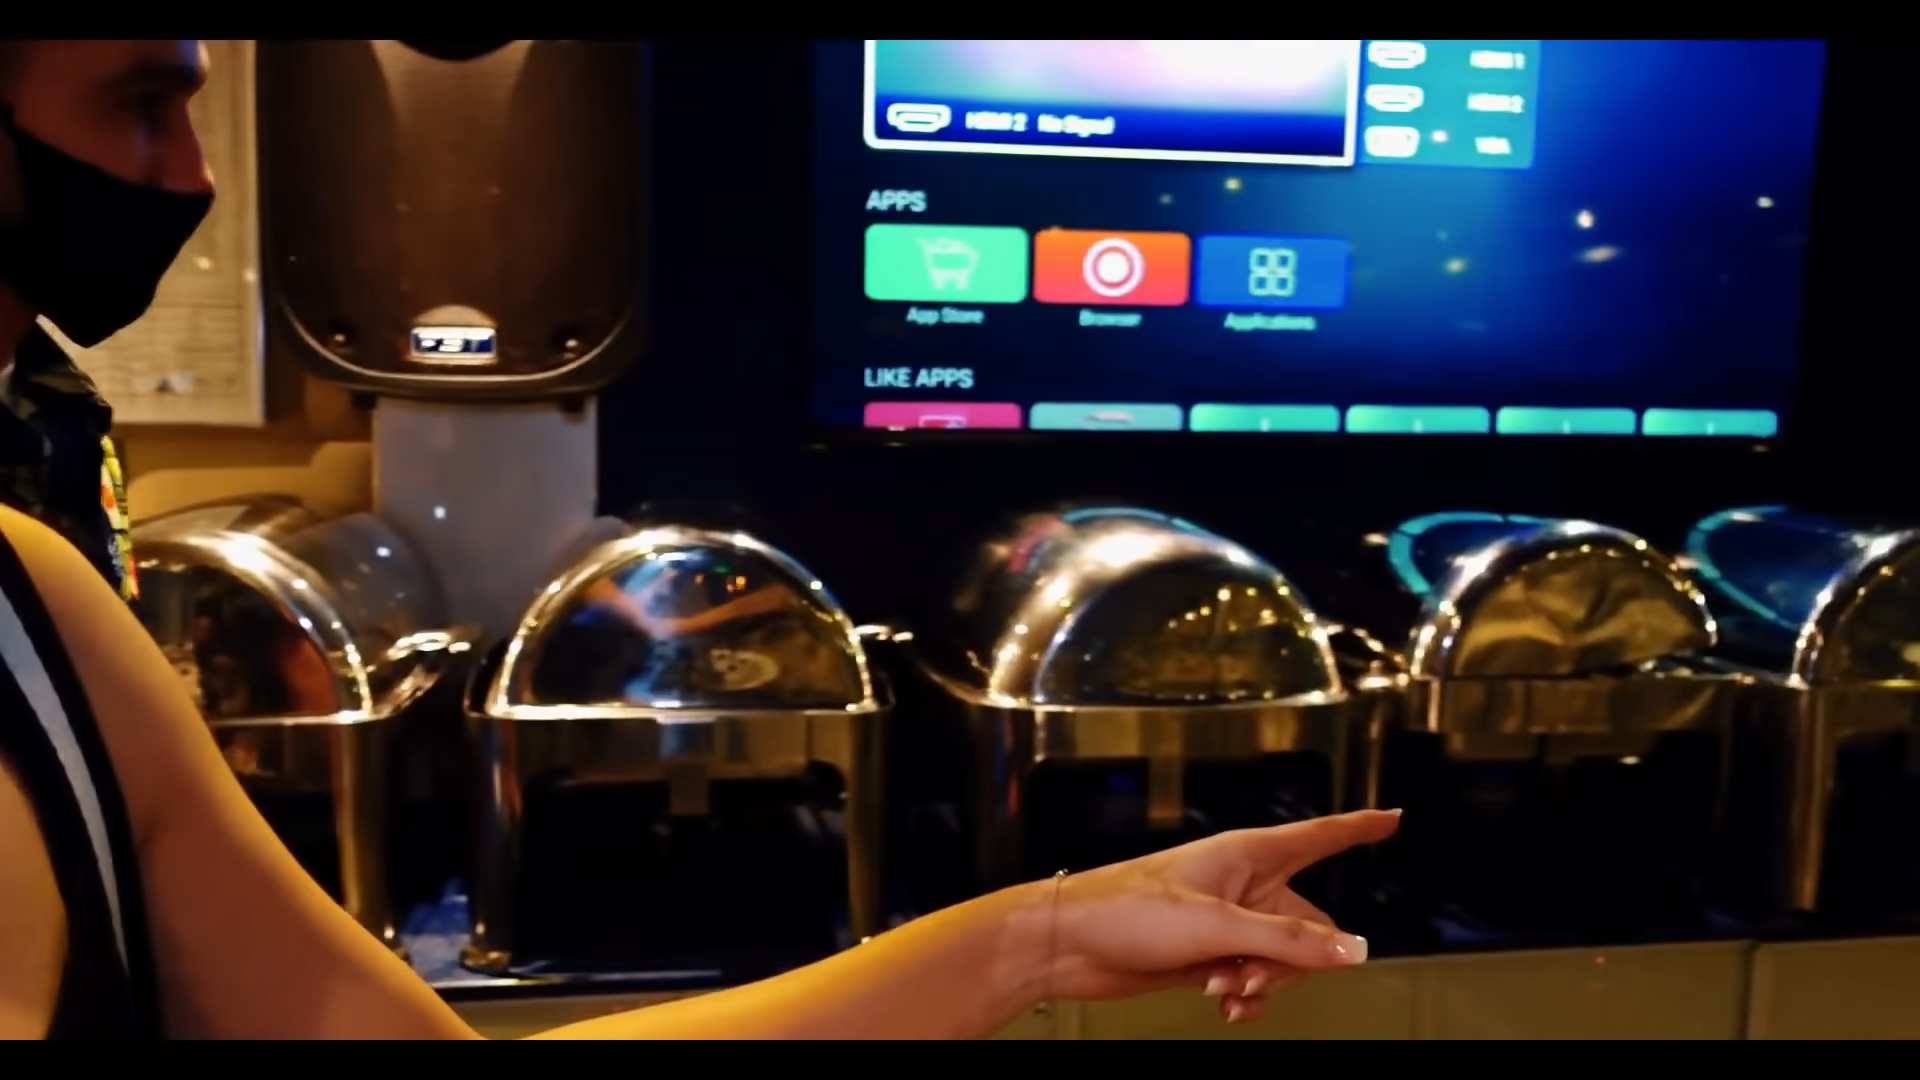 HDMI 1
HDMI 2
HDMI 2 No Signal
VGA
APPS
App Store
Browser
Applications
LIKE APPS